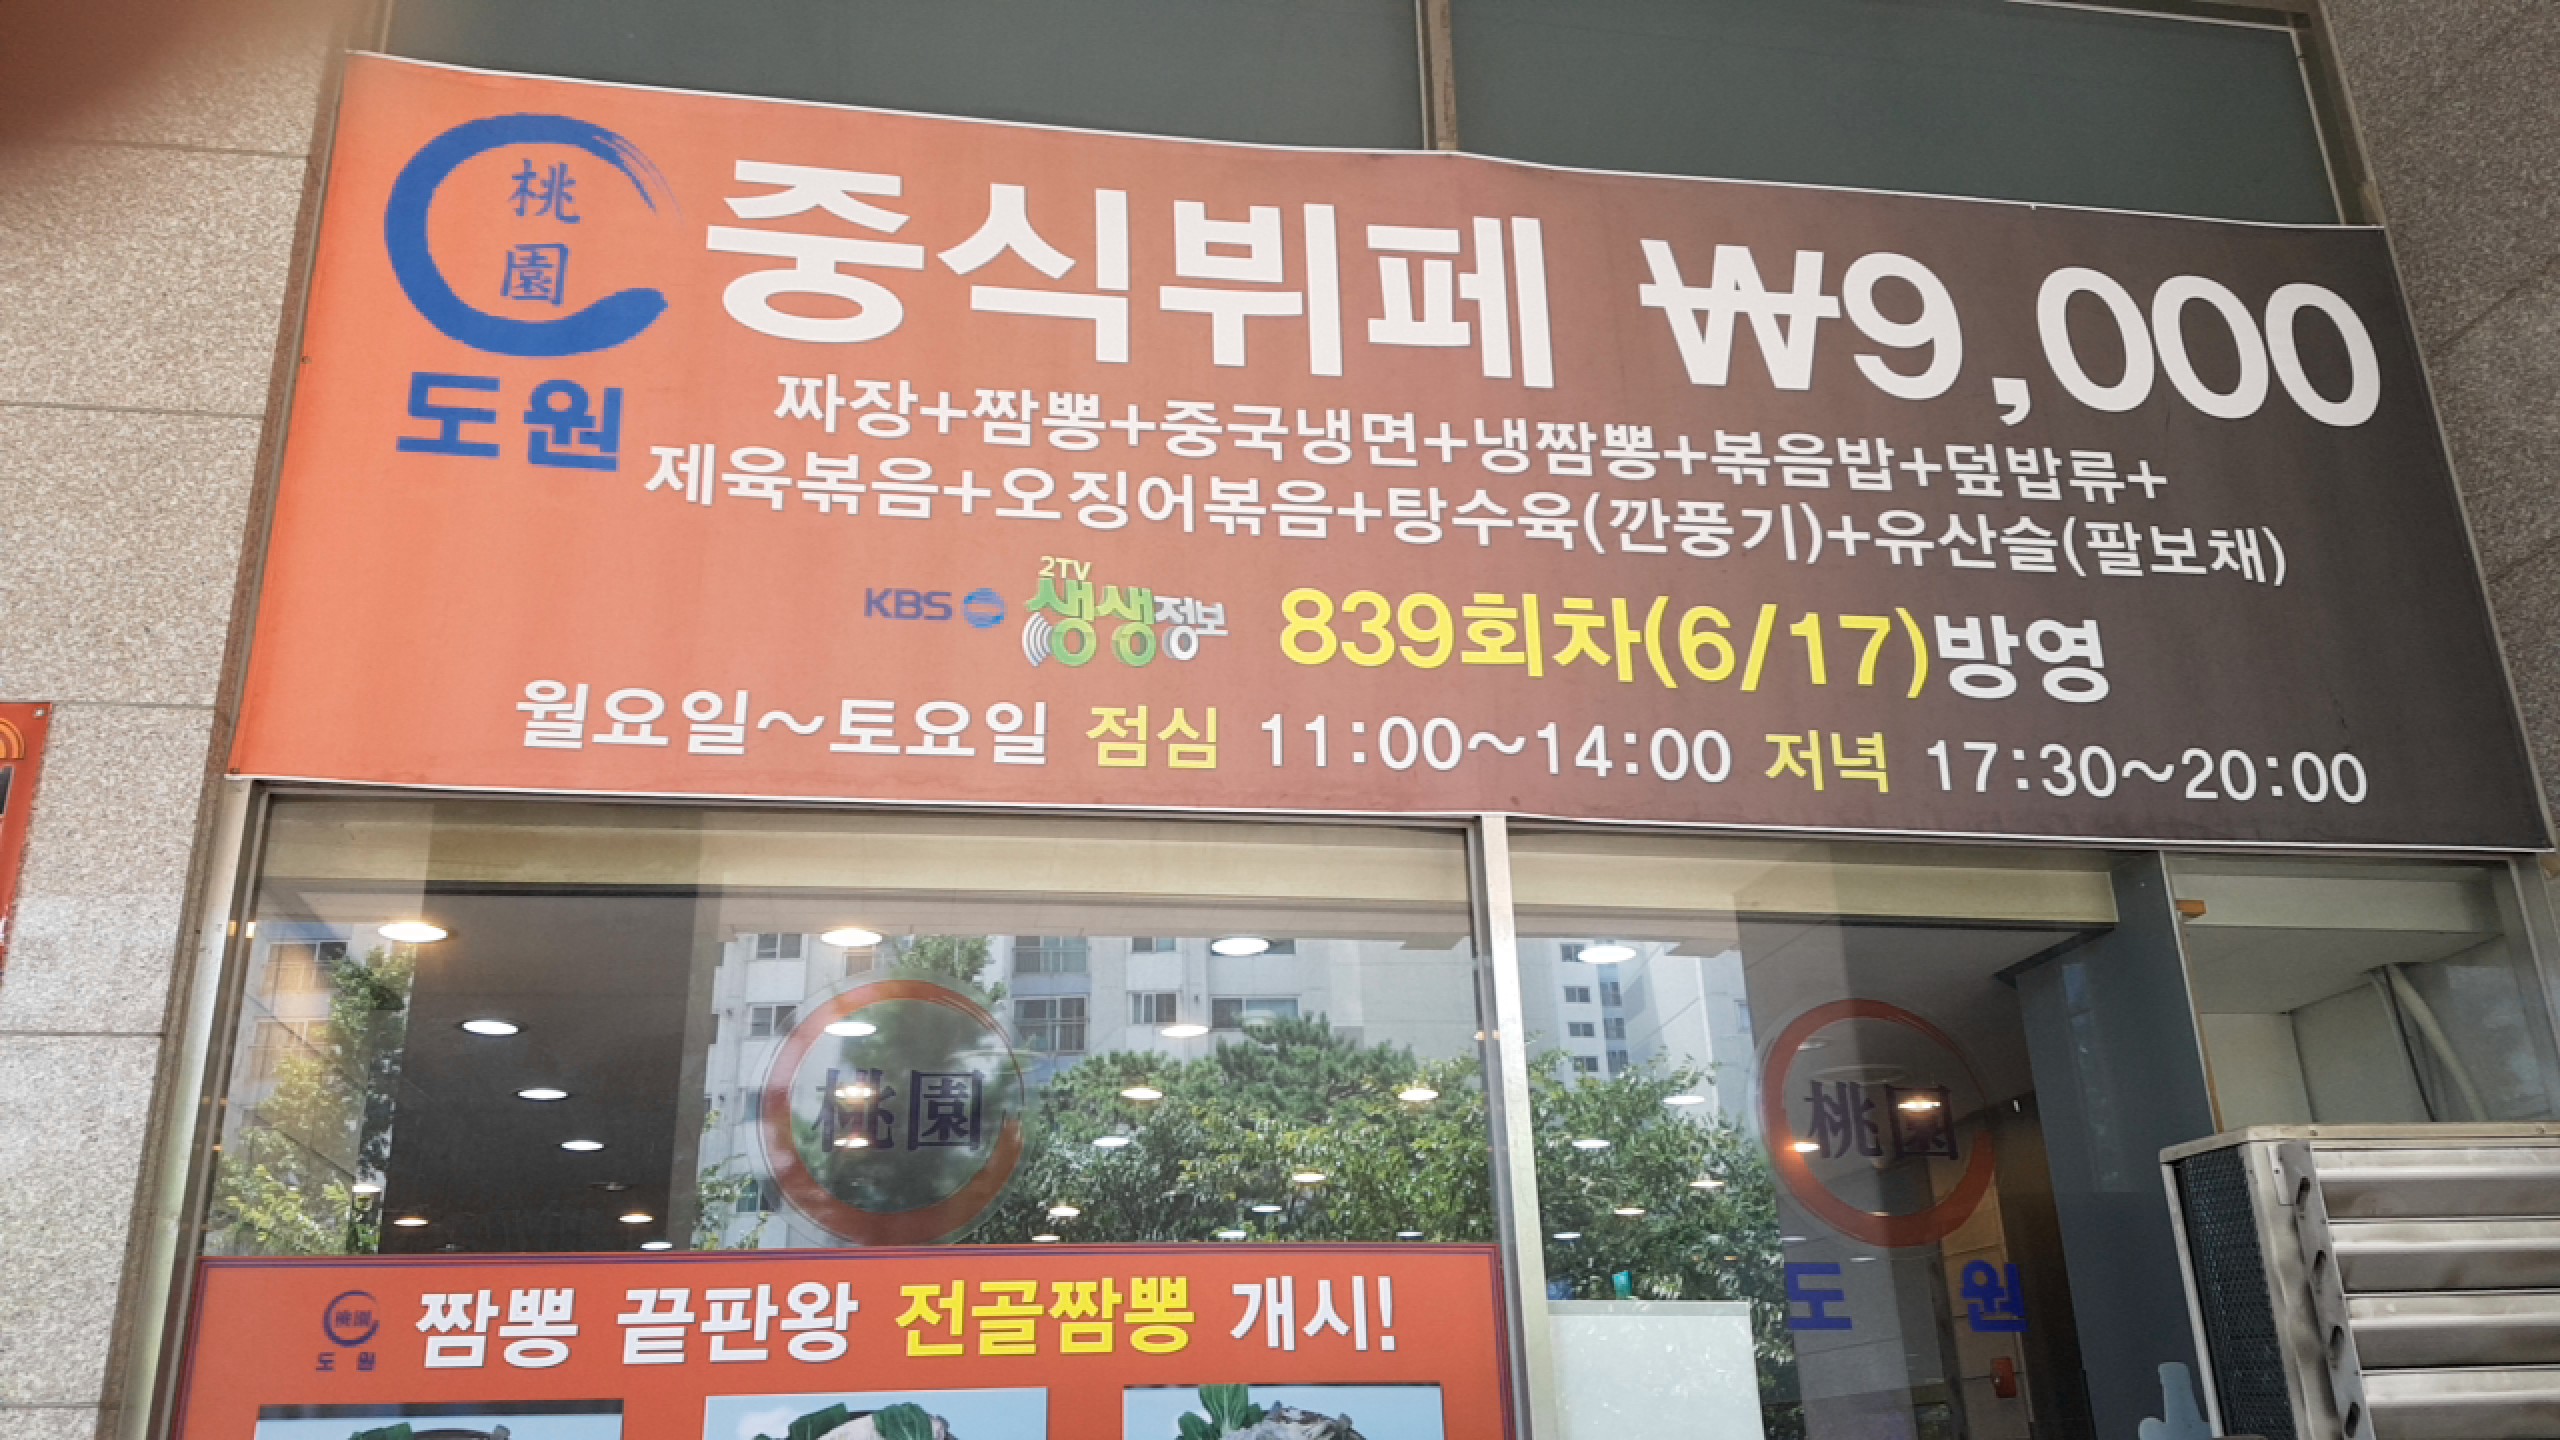 桃
園
도원
중식뷔페 ₩9,000
짜장+짬뽕+중국냉면+냉짬뽕+볶음밥+덮밥류+
제육볶음+오징어볶음+탕수육(깐풍기)+유산슬(팔보채)
KBS 2TV 생생정보 839회차(6/17)방영
월요일~토요일 점심 11:00~14:00 저녁 17:30~20:00
桃園
桃園
도 원
桃園
도 원
짬뽕 끝판왕 전골짬뽕 개시!